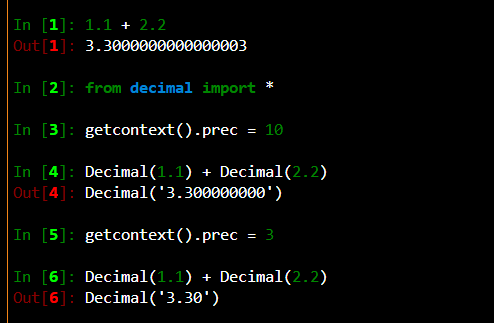 In [1]: 1.1 + 2.2
Out[1]: 3.3000000000000003
In [2]: from decimal import *
In [3]: getcontext().prec = 10
In [4]: Decimal(1.1) + Decimal(2.2)
Out[4]: Decimal('3.300000000')
In [5]: getcontext().prec = 3
In [6]: Decimal(1.1) + Decimal(2.2)
Out[6]: Decimal('3.30')